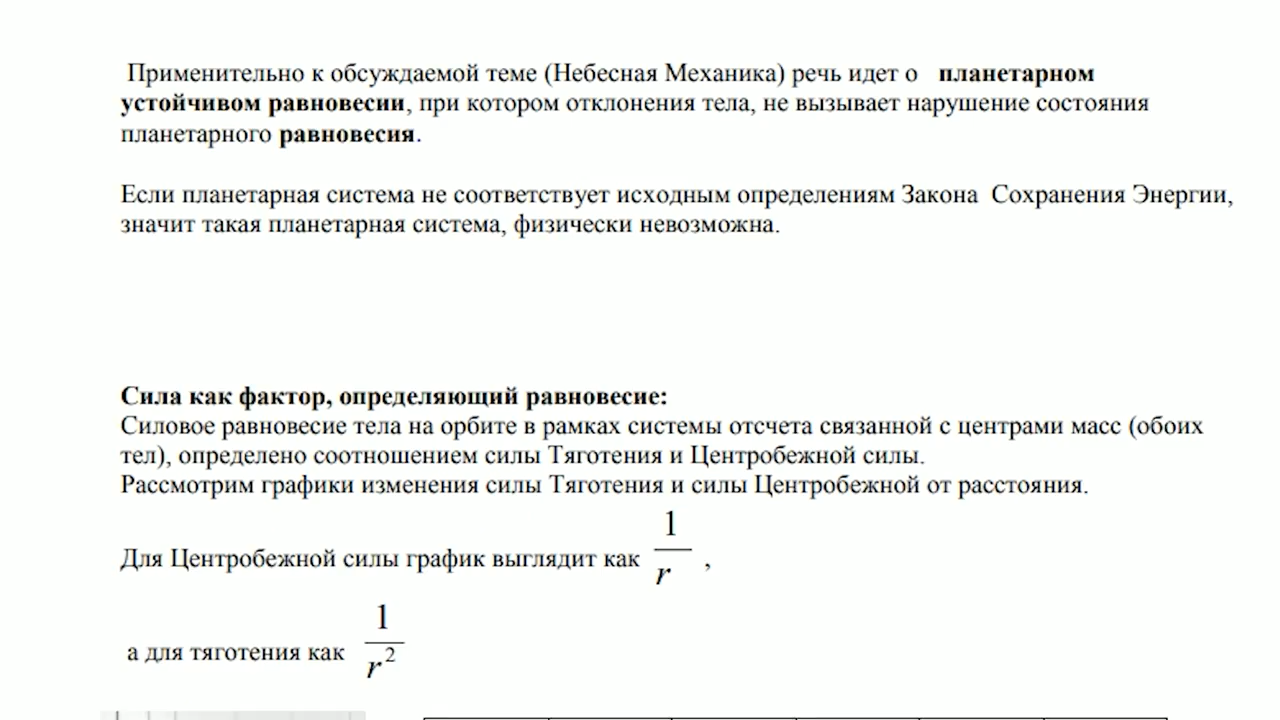 Применительно к обсуждаемой теме (Небесная Механика) речь идет о планетарном
устойчивом равновесии, при котором отклонения тела, не вызывает нарушение состояния
планетарного равновесия.
Если планетарная система не соответствует исходным определениям Закона Сохранения Энергии,
значит такая планетарная система, физически невозможна.
Сила как фактор, определяющий равновесие:
Силовое равновесие тела на орбите в рамках системы отсчета связанной с центрами масс (обоих
тел), определено соотношением силы Тяготения и Центробежной силы.
Рассмотрим графики изменения силы Тяготения и силы Центробежной от расстояния.
Для Центробежной силы график выглядит как 1/r ,
а для тяготения как 1/r²